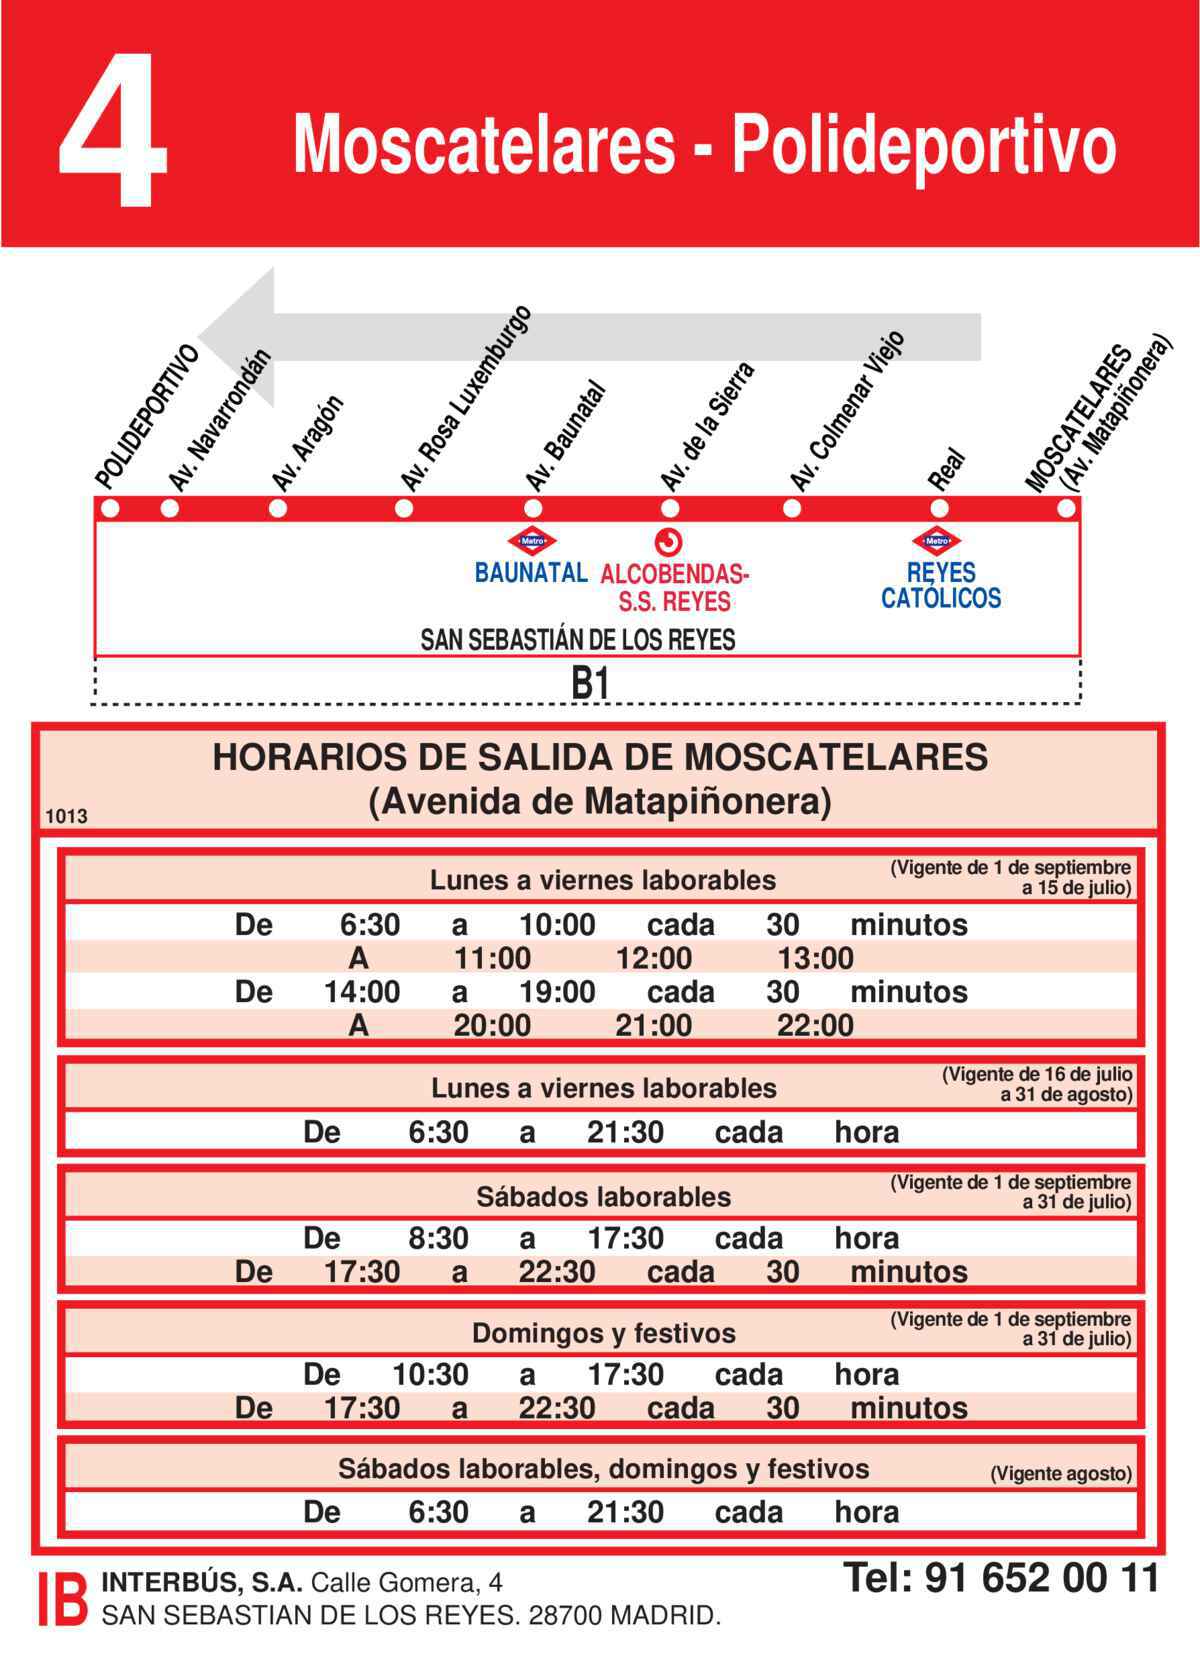 4
Moscatelares - Polideportivo
POLIDEPORTIVO
Av. Navarrondán
Av. Aragón
Av. Rosa Luxemburgo
Av. Baunatal
Av. de la Sierra
Av. Colmenar Viejo
Real
MOSCATELARES
(Av. Matapiñonera)
Metro
Metro
BAUNATAL
ALCOBENDAS-
S.S. REYES
REYES
CATÓLICOS
SAN SEBASTIÁN DE LOS REYES
B1
HORARIOS DE SALIDA DE MOSCATELARES
(Avenida de Matapiñonera)
1013
Lunes a viernes laborables
(Vigente de 1 de septiembre
a 15 de julio)
De 6:30 a 10:00 cada 30 minutos
A 11:00 12:00 13:00
De 14:00 a 19:00 cada 30 minutos
A 20:00 21:00 22:00
Lunes a viernes laborables
(Vigente de 16 de julio
a 31 de agosto)
De 6:30 a 21:30 cada hora
Sábados laborables
(Vigente de 1 de septiembre
a 31 de julio)
De 8:30 a 17:30 cada hora
De 17:30 a 22:30 cada 30 minutos
Domingos y festivos
(Vigente de 1 de septiembre
a 31 de julio)
De 10:30 a 17:30 cada hora
De 17:30 a 22:30 cada 30 minutos
Sábados laborables, domingos y festivos
(Vigente agosto)
De 6:30 a 21:30 cada hora
IB
INTERBÚS, S.A. Calle Gomera, 4
SAN SEBASTIAN DE LOS REYES. 28700 MADRID.
Tel: 91 652 00 11